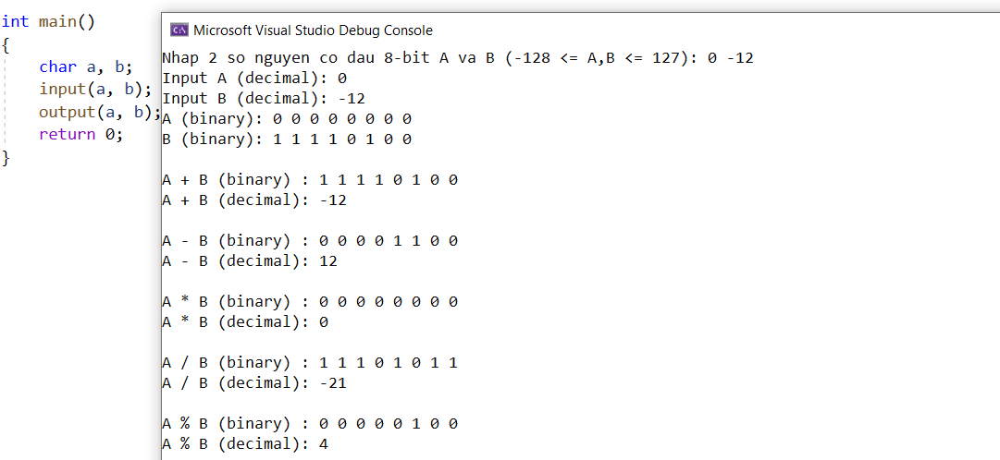 int main()
{
char a, b;
input(a, b);
output(a, b);
return 0;
}
Microsoft Visual Studio Debug Console
Nhap 2 so nguyen co dau 8-bit A va B (-128 <= A,B <= 127): 0 -12
Input A (decimal): 0
Input B (decimal): -12
A (binary): 0 0 0 0 0 0 0 0
B (binary): 1 1 1 1 0 1 0 0
A + B (binary) : 1 1 1 1 0 1 0 0
A + B (decimal): -12
A - B (binary) : 0 0 0 0 1 1 0 0
A - B (decimal): 12
A * B (binary) : 0 0 0 0 0 0 0 0
A * B (decimal): 0
A / B (binary) : 1 1 1 0 1 0 1 1
A / B (decimal): -21
A % B (binary) : 0 0 0 0 0 1 0 0
A % B (decimal): 4